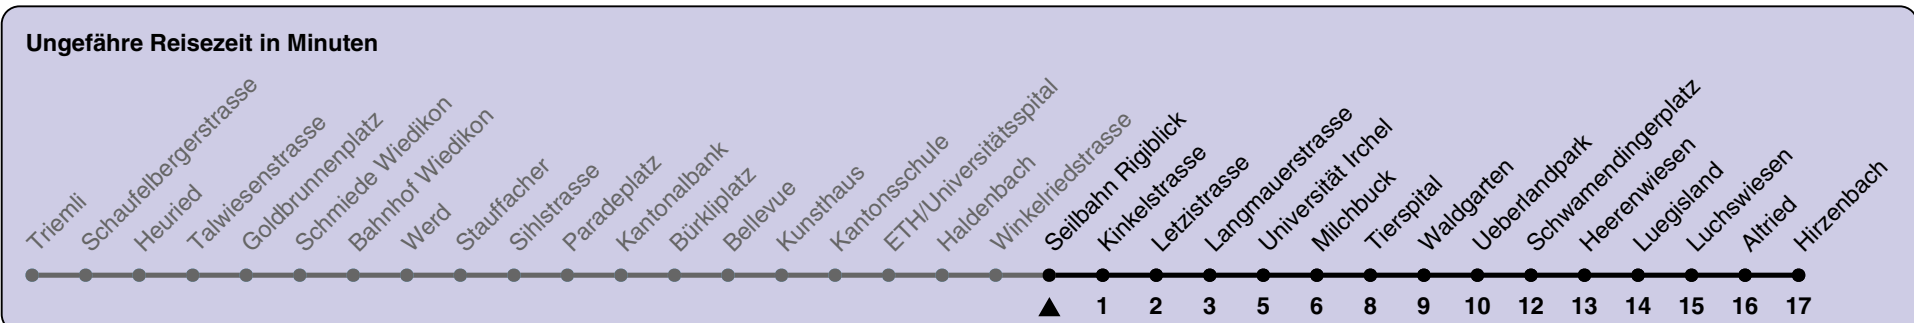 Ungefähre Reisezeit in Minuten
Triemli
Schaufelbergerstrasse
Heuried
Talwiesenstrasse
Goldbrunnenplatz
Schmiede Wiedikon
Bahnhof Wiedikon
Werd
Stauffacher
Sihlstrasse
Paradeplatz
Kantonalbank
Bürkliplatz
Bellevue
Kunsthaus
Kantonsschule
ETH/Universitätsspital
Haldenbach
Winkelriedstrasse
Seilbahn Rigiblick
Kinkelstrasse
Letzistrasse
Langmauerstrasse
Universität Irchel
Milchbuck
Tierspital
Waldgarten
Ueberlandpark
Schwamendingerplatz
Heerenwiesen
Luegisland
Luchswiesen
Altried
Hirzenbach
1 2 3 5 6 8 9 10 12 13 14 15 16 17